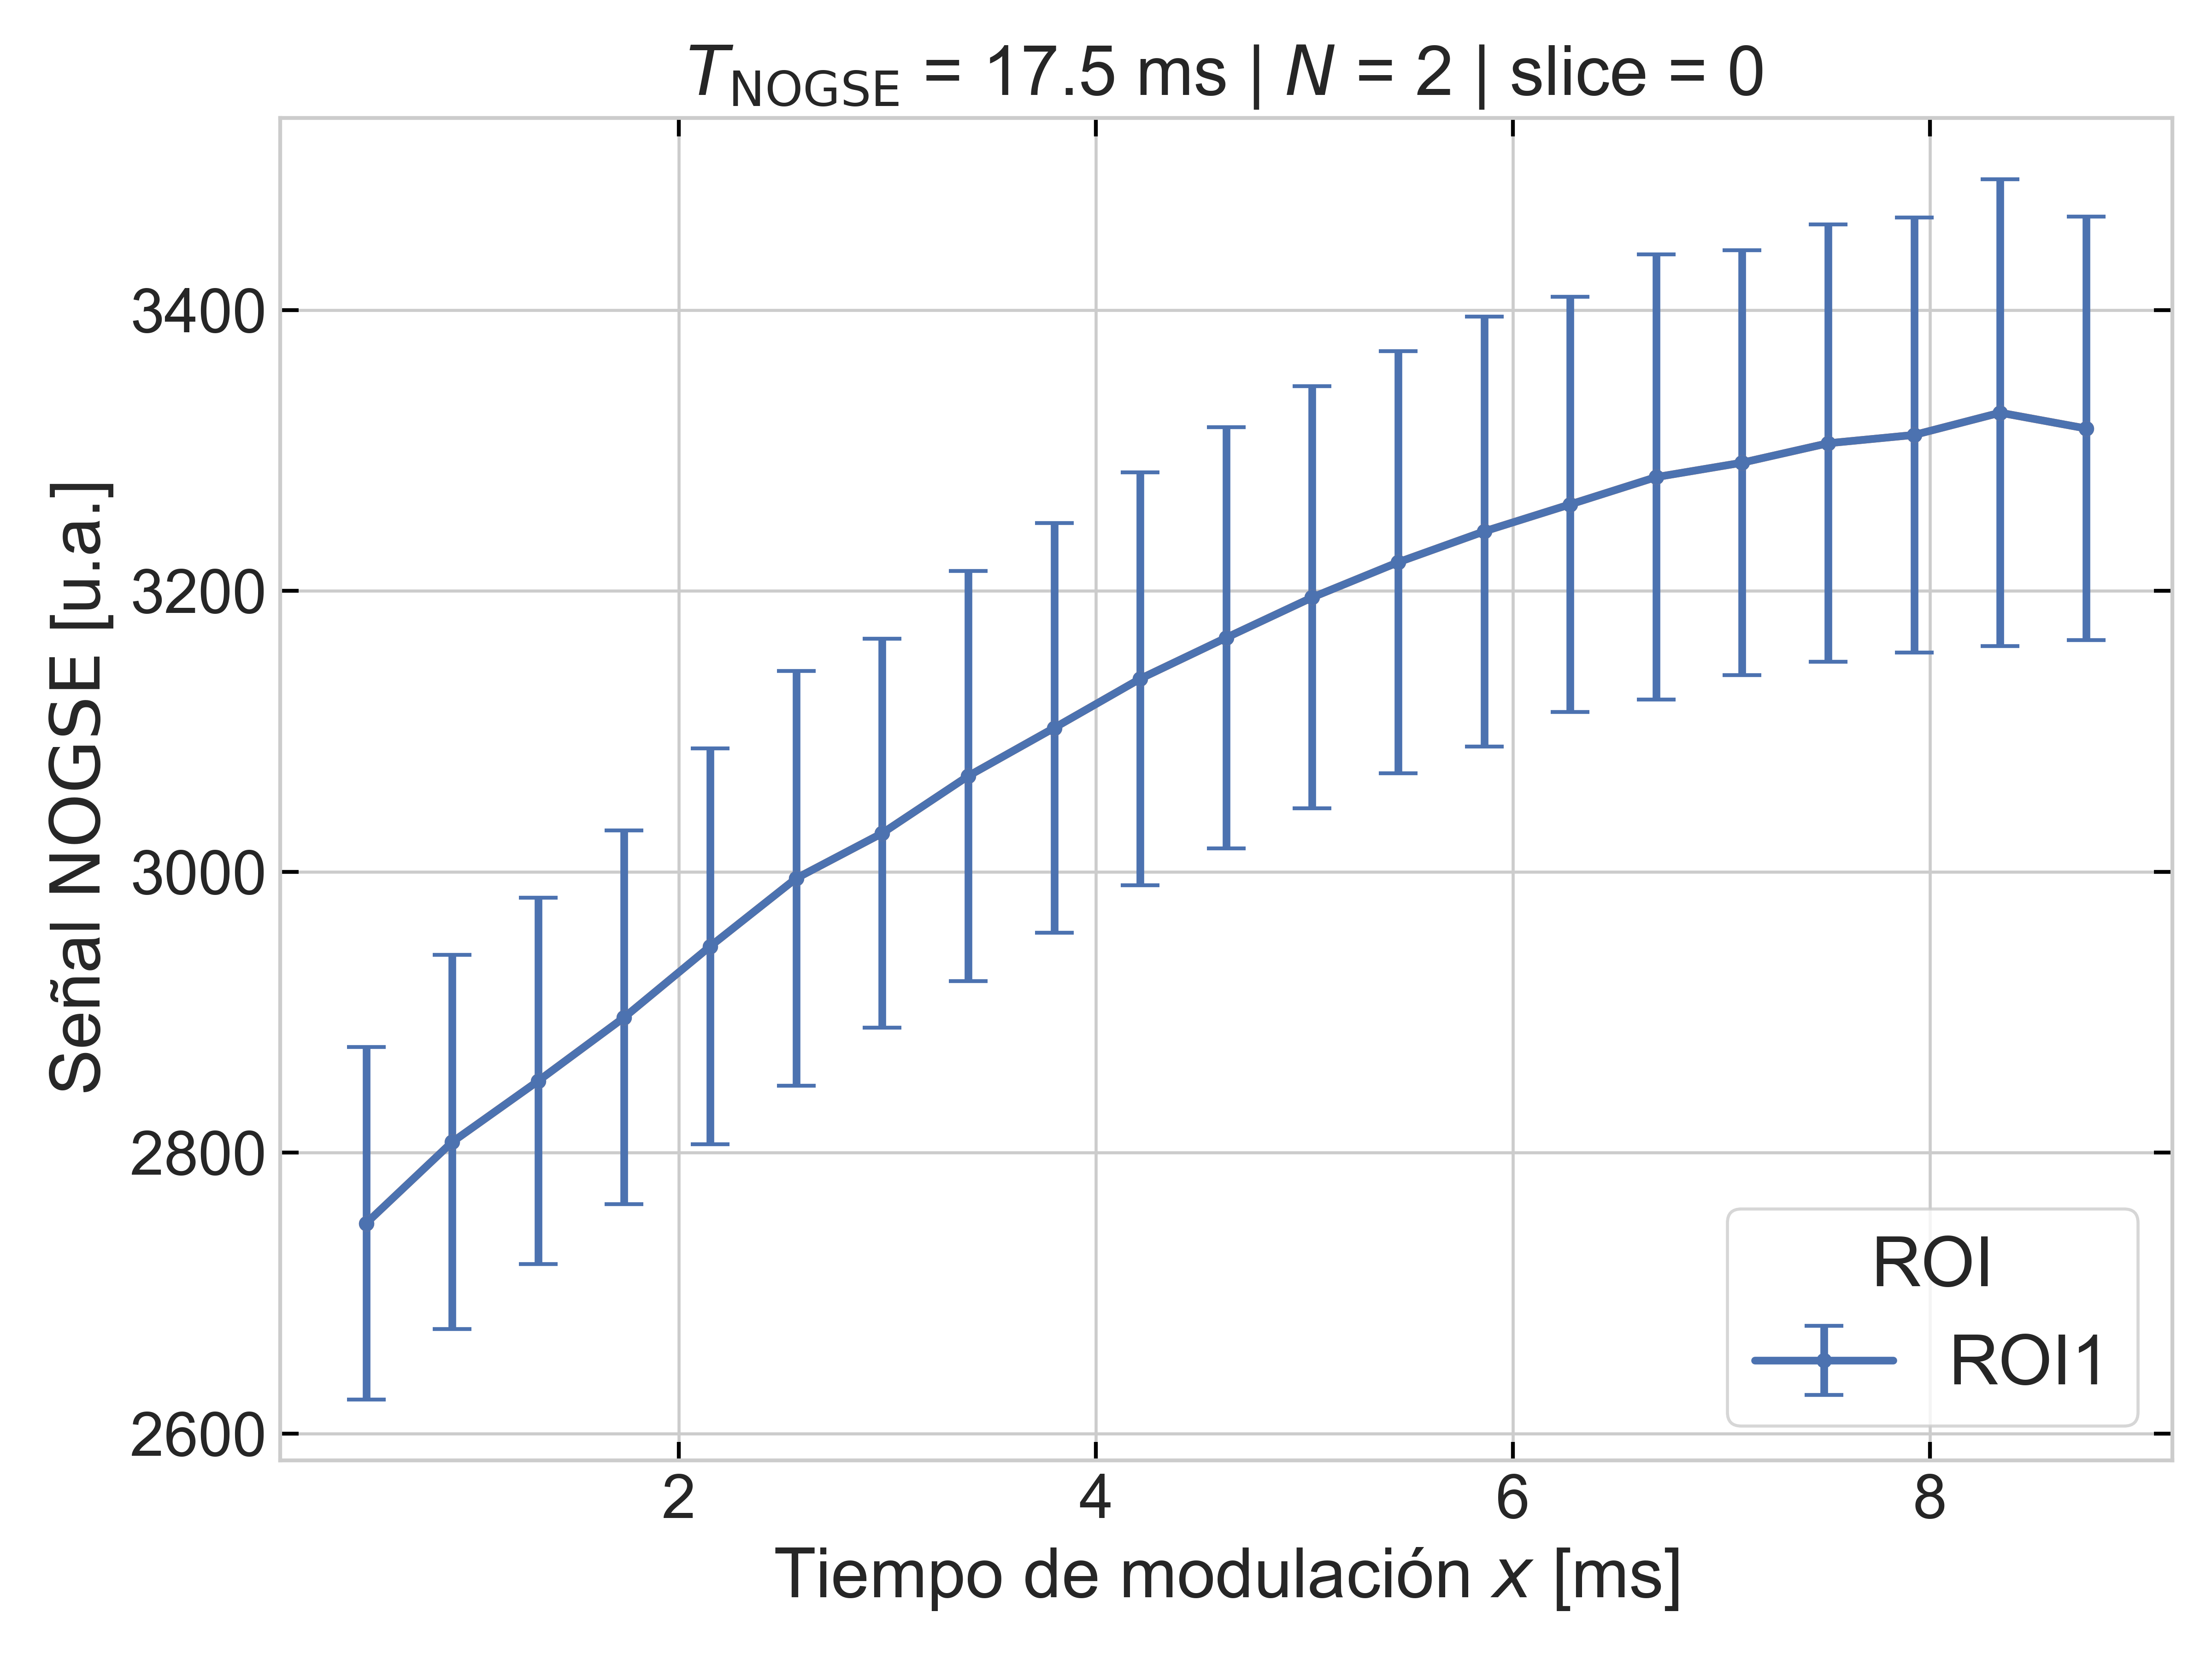 T_NOGSE = 17.5 ms | N = 2 | slice = 0
Señal NOGSE [u.a.]
3400
3200
3000
2800
2600
2 4 6 8
Tiempo de modulación x [ms]
ROI
ROI1